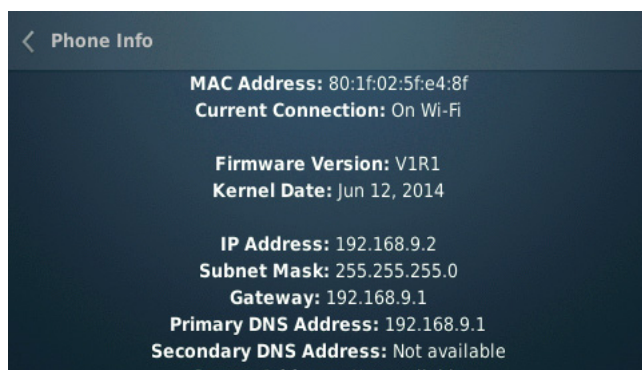 Phone Info
MAC Address: 80:1f:02:5f:e4:8f
Current Connection: On Wi-Fi
Firmware Version: V1R1
Kernel Date: Jun 12, 2014
IP Address: 192.168.9.2
Subnet Mask: 255.255.255.0
Gateway: 192.168.9.1
Primary DNS Address: 192.168.9.1
Secondary DNS Address: Not available